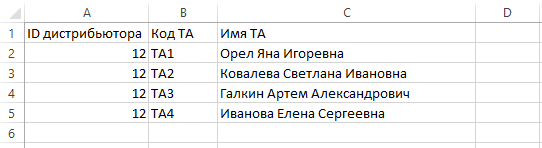 A B C D
1 ID дистрибьютора Код ТА Имя ТА
2 12 ТА1 Орел Яна Игоревна
3 12 ТА2 Ковалева Светлана Ивановна
4 12 ТА3 Галкин Артем Александрович
5 12 ТА4 Иванова Елена Сергеевна
6